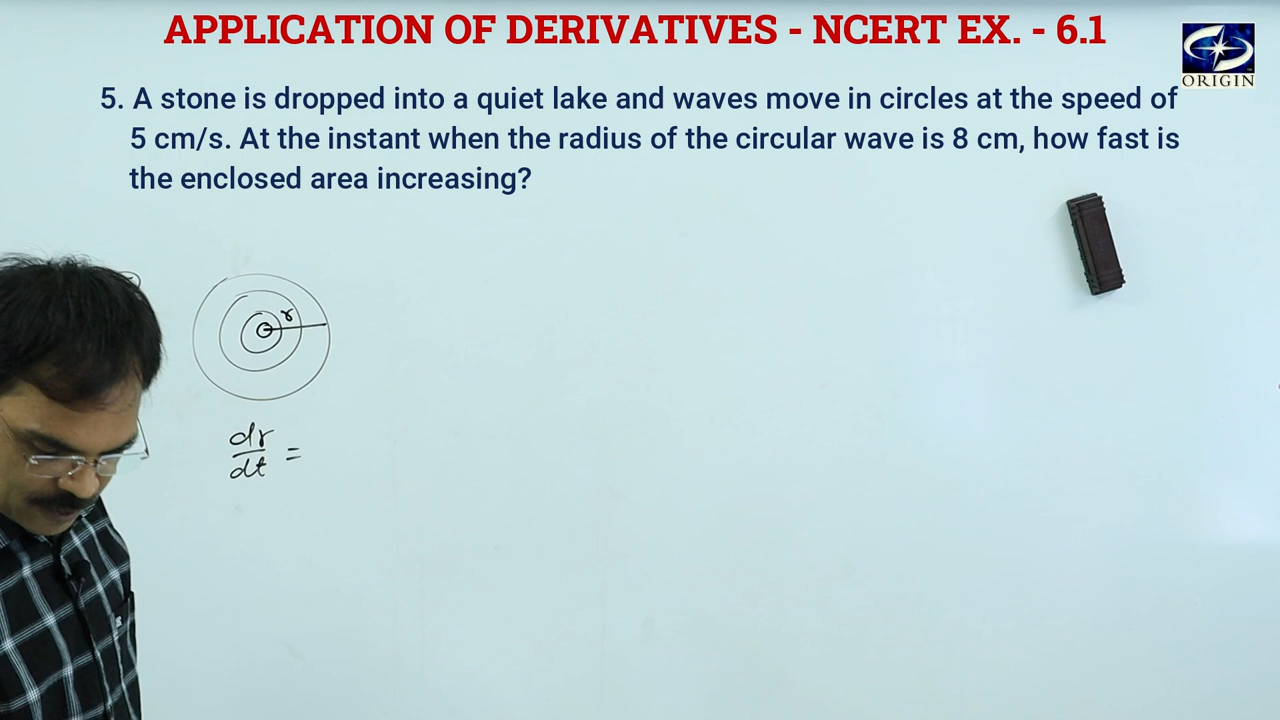 APPLICATION OF DERIVATIVES - NCERT EX. - 6.1
ORIGIN
5. A stone is dropped into a quiet lake and waves move in circles at the speed of
5 cm/s. At the instant when the radius of the circular wave is 8 cm, how fast is
the enclosed area increasing?
r
dr
dt =